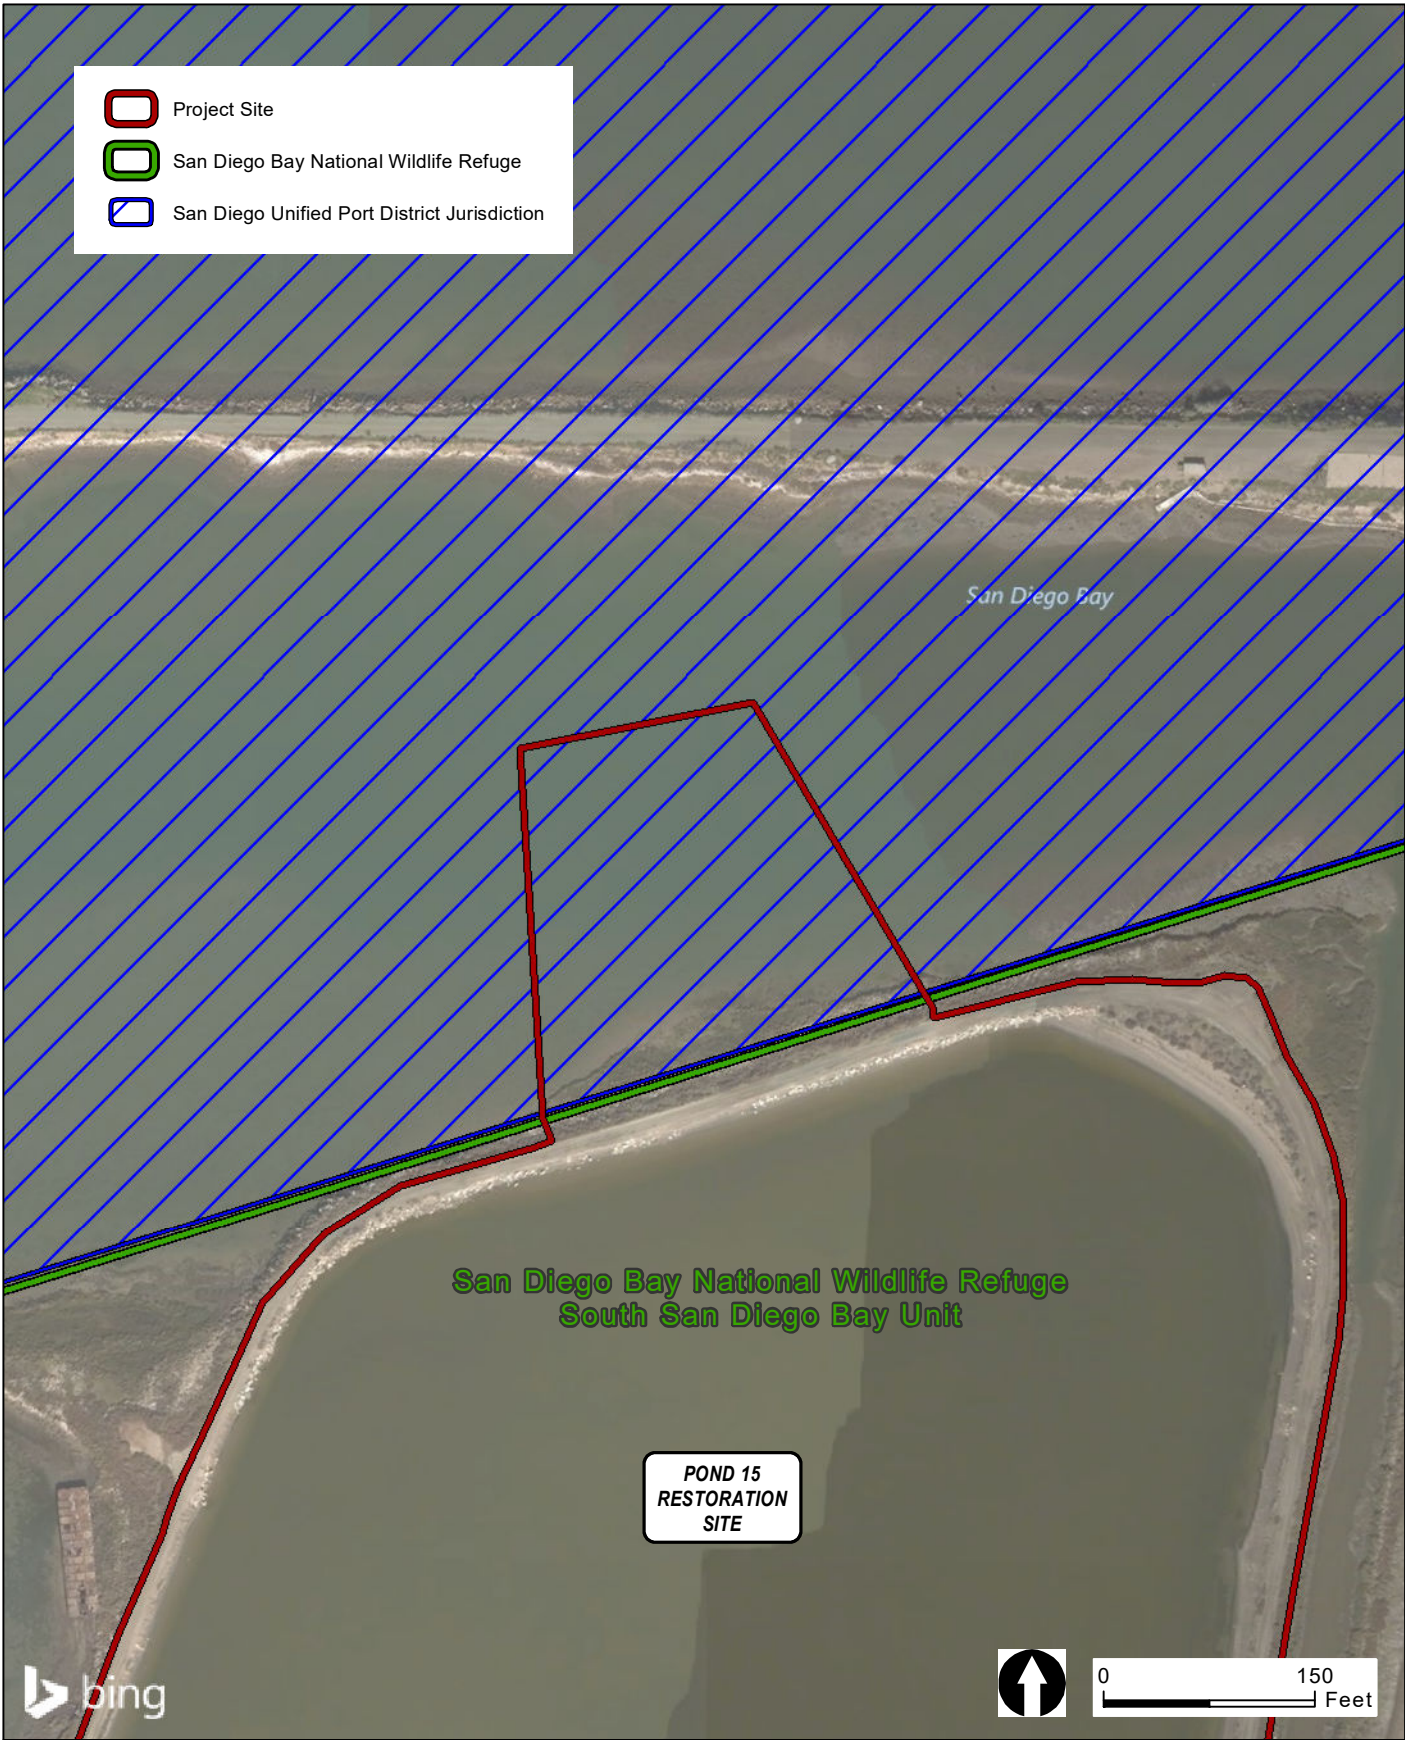 Project Site
San Diego Bay National Wildlife Refuge
San Diego Unified Port District Jurisdiction
San Diego Bay
San Diego Bay National Wildlife Refuge
South San Diego Bay Unit
POND 15
RESTORATION
SITE
bing
0 150
Feet